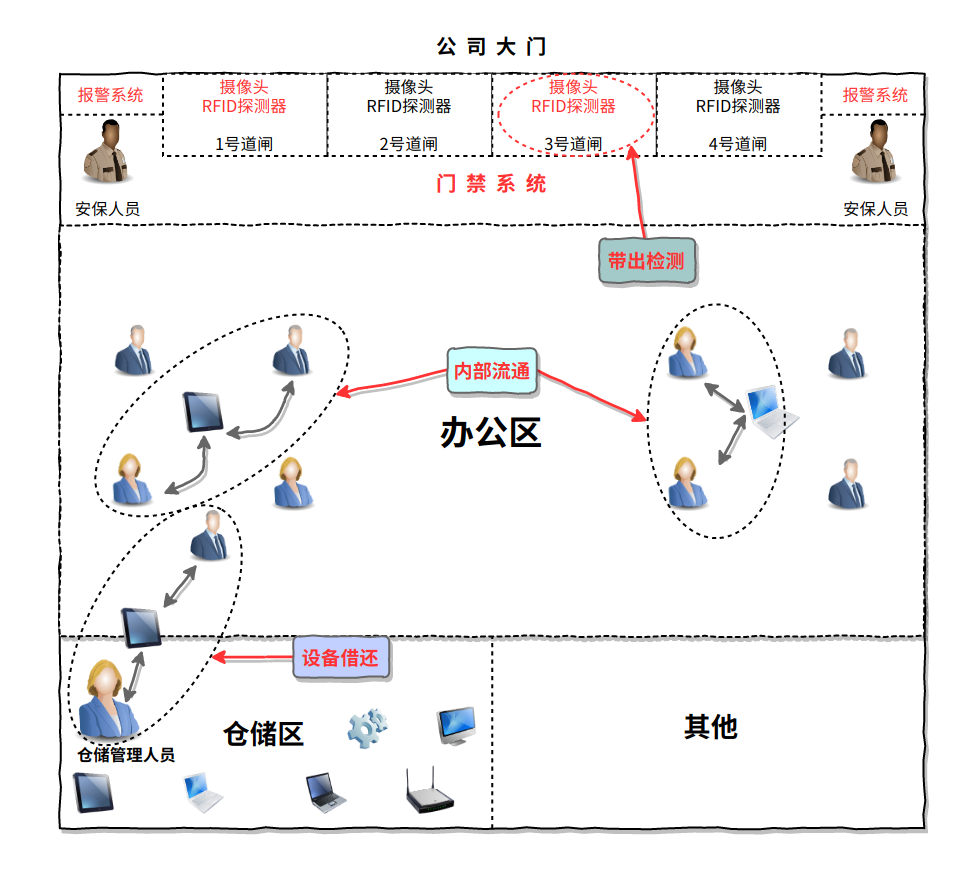 公司大门
报警系统
摄像头
RFID探测器
1号道闸
摄像头
RFID探测器
2号道闸
摄像头
RFID探测器
3号道闸
摄像头
RFID探测器
4号道闸
报警系统
门禁系统
安保人员
安保人员
带出检测
内部流通
办公区
设备借还
仓储区
其他
仓储管理人员